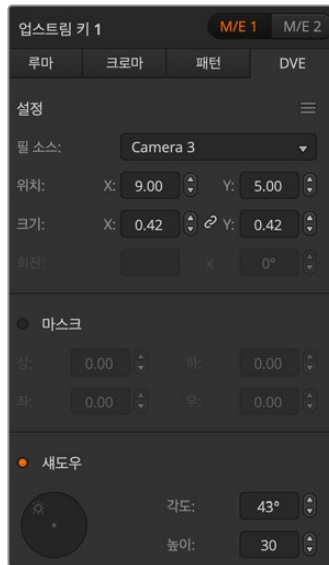 업스트림 키 1 M/E 1 M/E 2
루마 크로마 패턴 DVE
설정
필 소스: Camera 3
위치: X: 9.00 Y: 5.00
크기: X: 0.42 Y: 0.42
회전: x 0°
마스크
상: 0.00 하: 0.00
좌: 0.00 우: 0.00
섀도우
각도: 43°
높이: 30